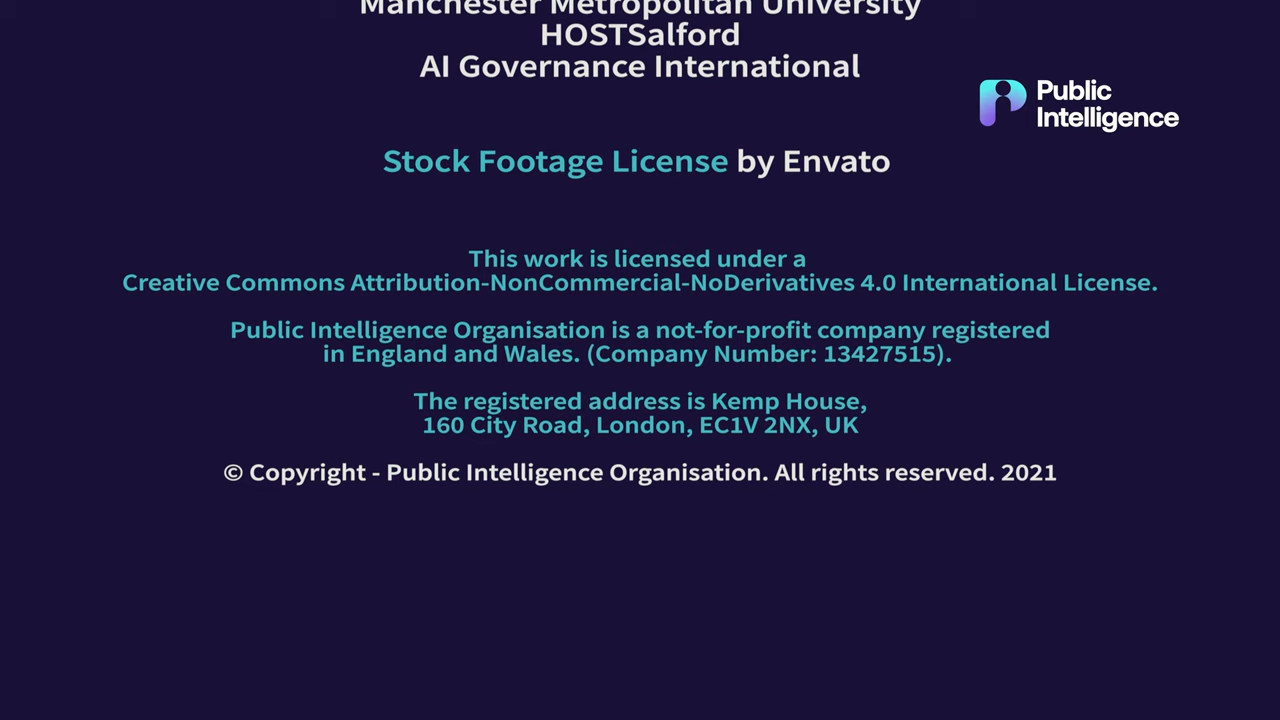 Manchester Metropolitan University
HOSTSalford
AI Governance International
Public
Intelligence
Stock Footage License by Envato
This work is licensed under a
Creative Commons Attribution-NonCommercial-NoDerivatives 4.0 International License.
Public Intelligence Organisation is a not-for-profit company registered
in England and Wales. (Company Number: 13427515).
The registered address is Kemp House,
160 City Road, London, EC1V 2NX, UK
© Copyright - Public Intelligence Organisation. All rights reserved. 2021